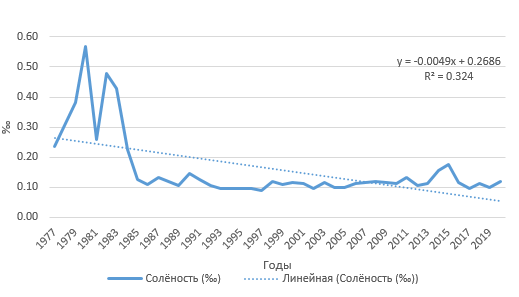 0.60
0.50
0.40
0.30
0.20
0.10
0.00
‰
y = -0.0049x + 0.2686
R² = 0.324
1977 1979 1981 1983 1985 1987 1989 1991 1993 1995 1997 1999 2001 2003 2005 2007 2009 2011 2013 2015 2017 2019
Годы
Солёность (‰) Линейная (Солёность (‰))